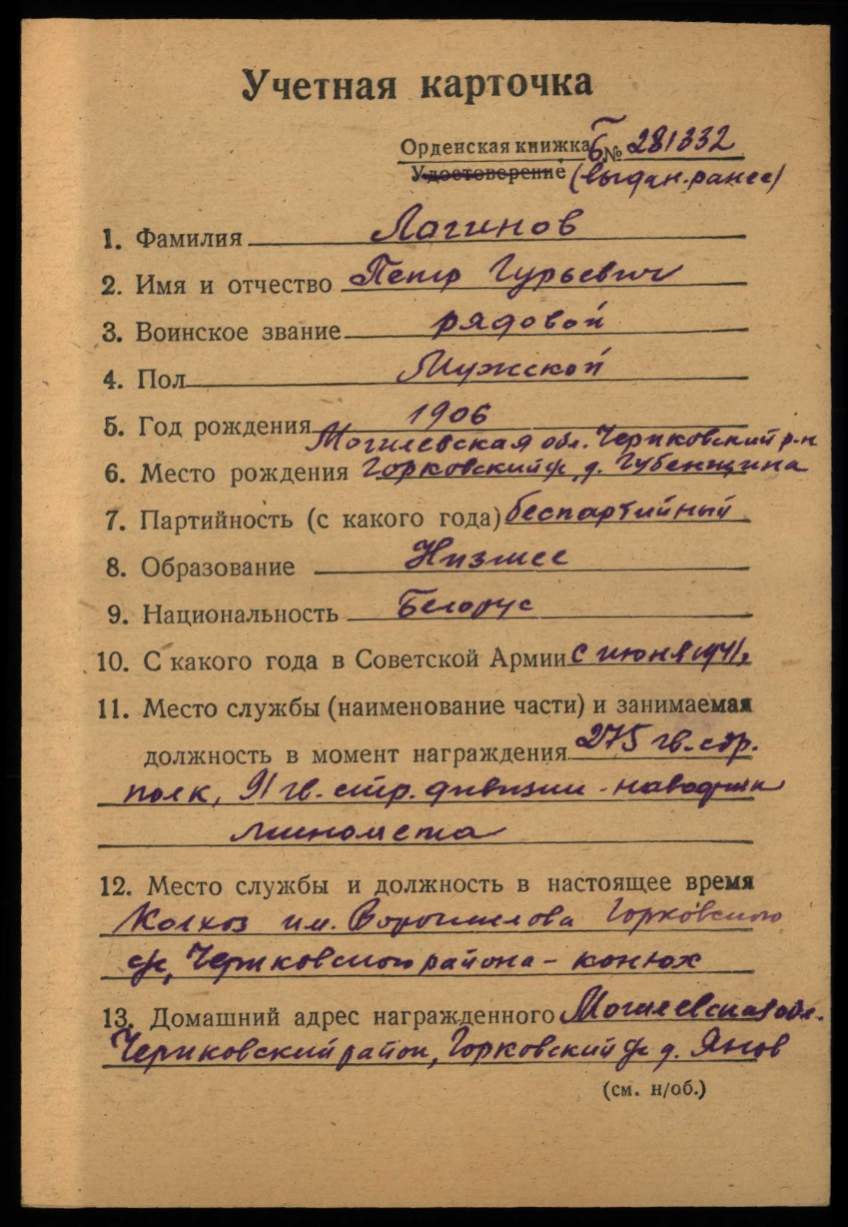 Учетная карточка
Орденская книжка Б № 281332
Удостоверение (выдан. ранее)
1. Фамилия Логинов
2. Имя и отчество Петр Гурьевич
3. Воинское звание рядовой
4. Пол Мужской
5. Год рождения 1906
Могилевская обл. Чериковский р-н
6. Место рождения Горковский с/с д. Губенщина
7. Партийность (с какого года) беспартийный
8. Образование Низшее
9. Национальность Белорус
10. С какого года в Советской Армии с июня 1941 г.
11. Место службы (наименование части) и занимаемая
должность в момент награждения 275 гв. стр.
полк, 91 гв. стр. дивизии - наводчик
миномета
12. Место службы и должность в настоящее время
Колхоз им. Ворошилова Горковского
с/с, Чериковского района - конюх
13. Домашний адрес награжденного Могилевская обл.
Чериковский район, Горковский с/с д. Янов
(см. н/об.)